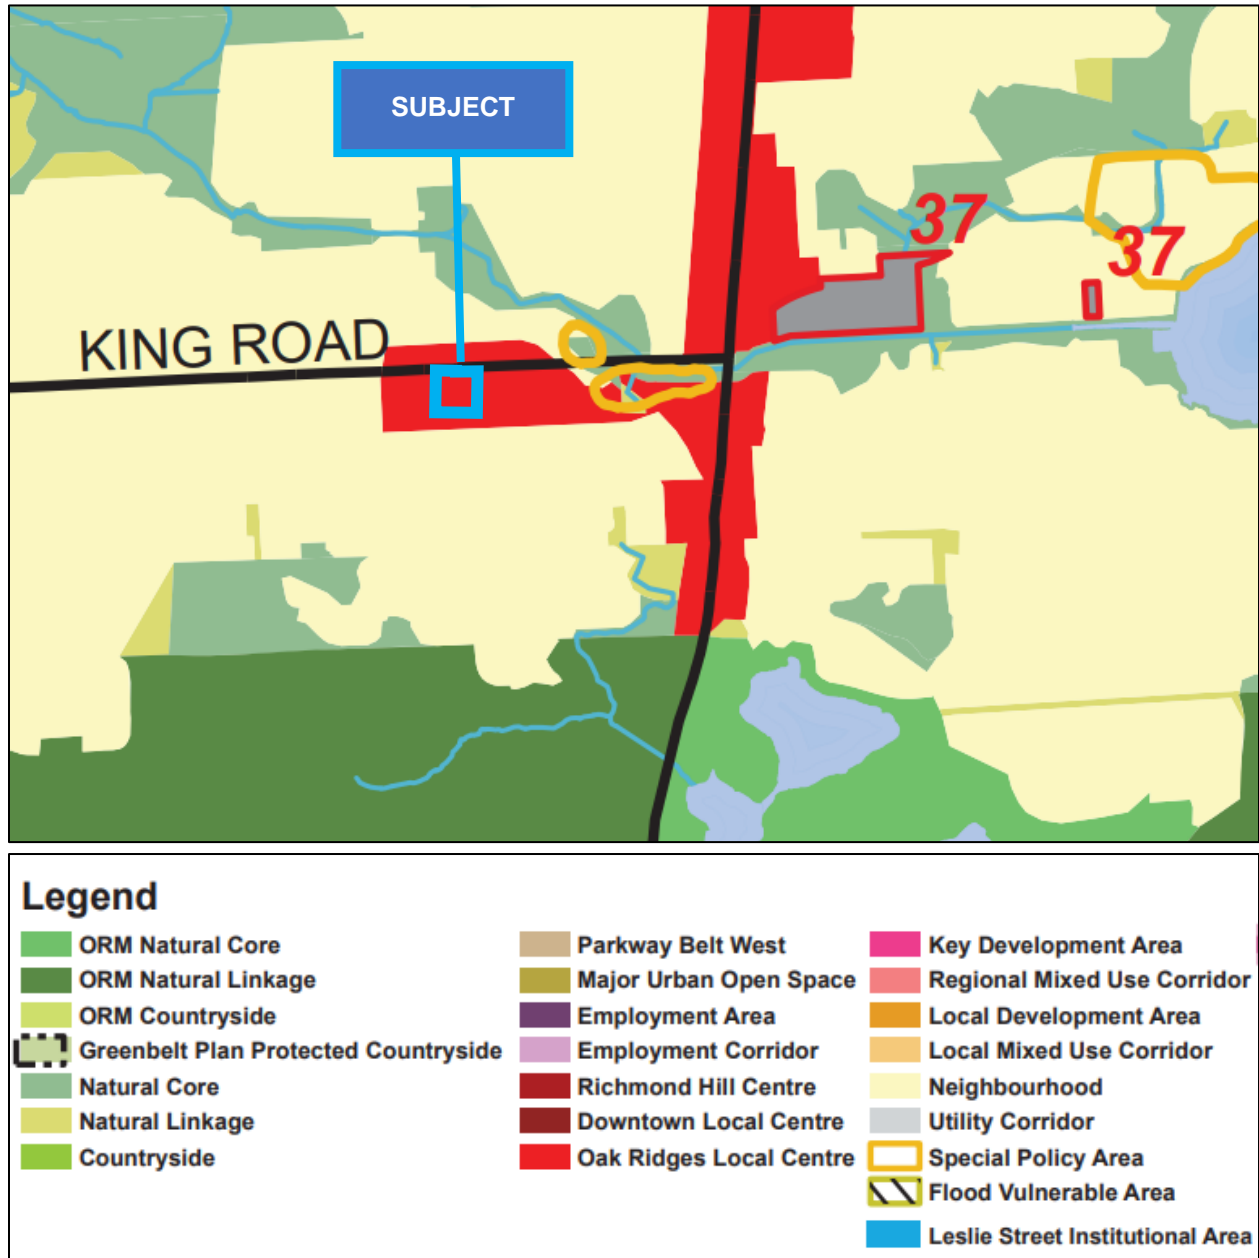 SUBJECT
37
37
KING ROAD
Legend
ORM Natural Core
ORM Natural Linkage
ORM Countryside
Greenbelt Plan Protected Countryside
Natural Core
Natural Linkage
Countryside
Parkway Belt West
Major Urban Open Space
Employment Area
Employment Corridor
Richmond Hill Centre
Downtown Local Centre
Oak Ridges Local Centre
Key Development Area
Regional Mixed Use Corridor
Local Development Area
Local Mixed Use Corridor
Neighbourhood
Utility Corridor
Special Policy Area
Flood Vulnerable Area
Leslie Street Institutional Area